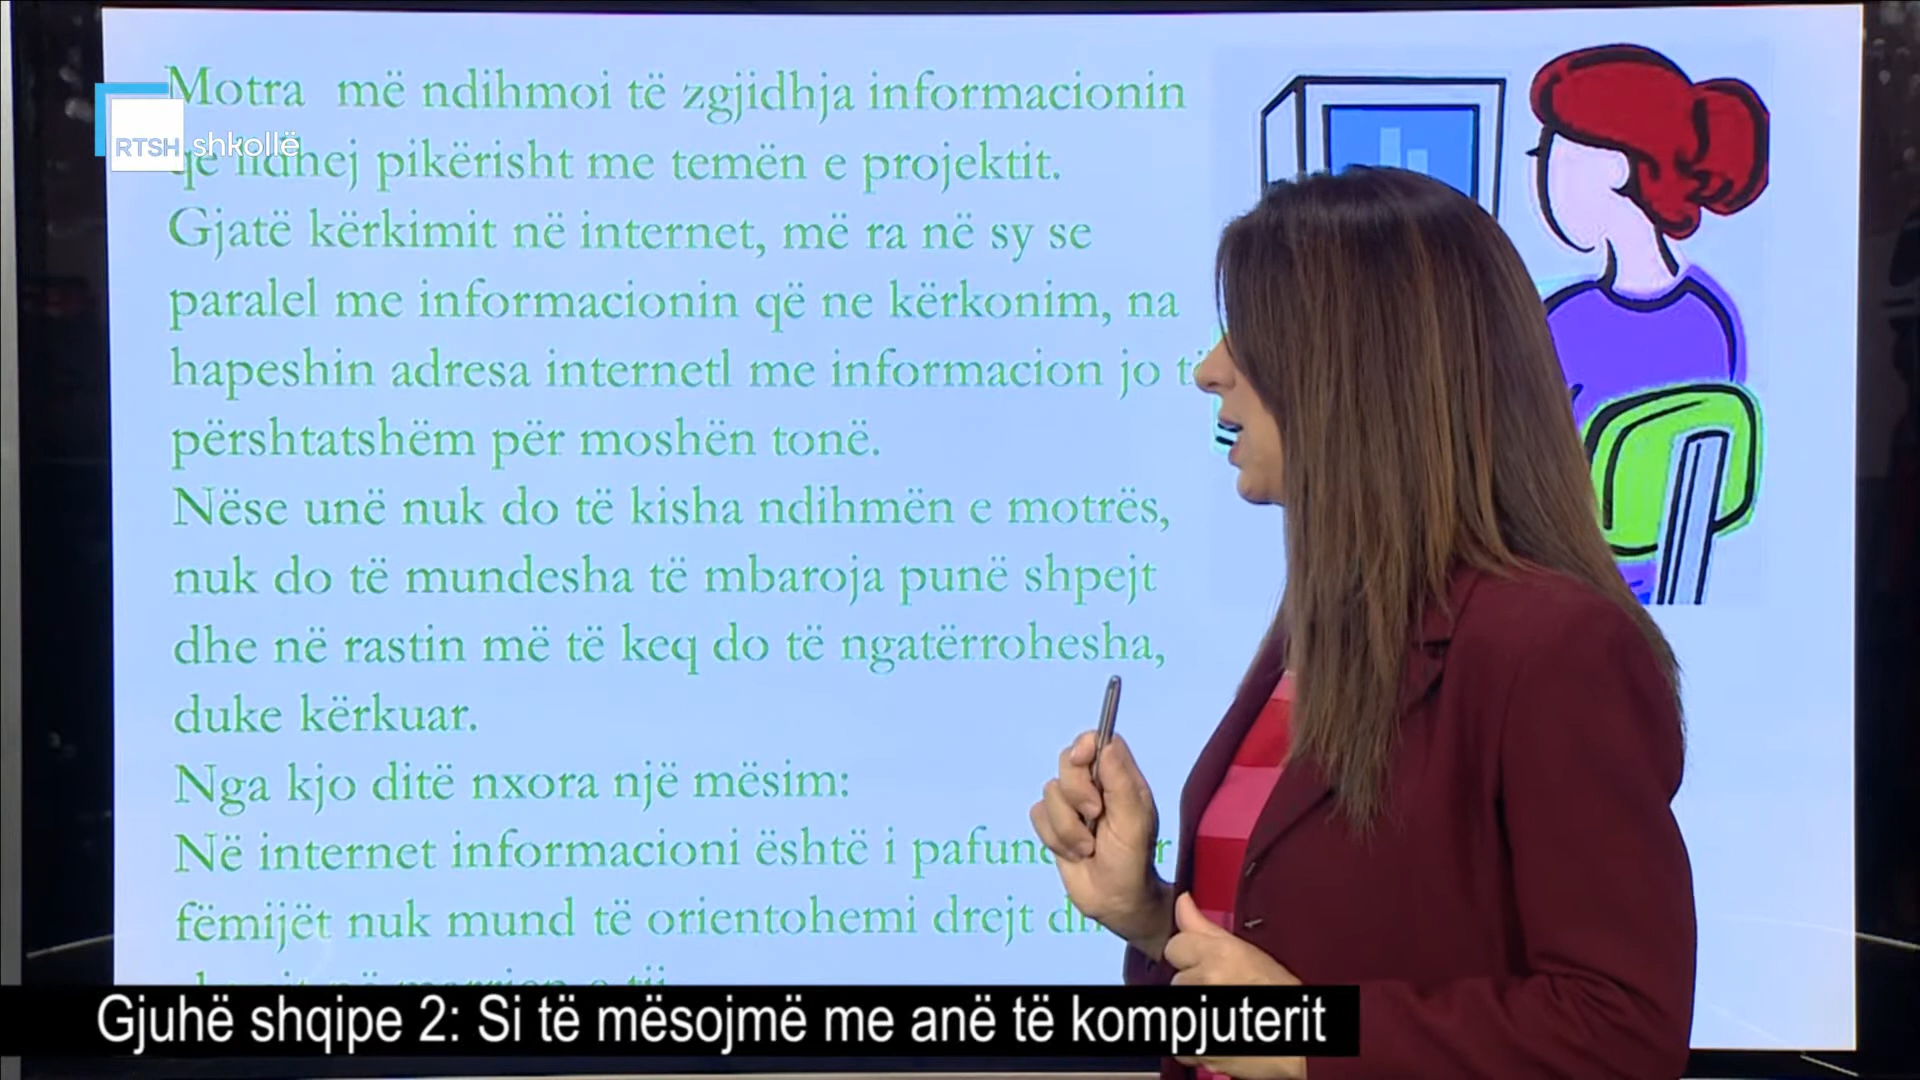 Motra më ndihmoi të zgjidhja informacionin
RTSH shkollë
që lidhej pikërisht me temën e projektit.
Gjatë kërkimit në internet, më ra në sy se
paralel me informacionin që ne kërkonim, na
hapeshin adresa internetl me informacion jo të
përshtatshëm për moshën tonë.
Nëse unë nuk do të kisha ndihmën e motrës,
nuk do të mundesha të mbaroja punë shpejt
dhe në rastin më të keq do të ngatërrohesha,
duke kërkuar.
Nga kjo ditë nxora një mësim:
Në internet informacioni është i
fëmijët nuk mund të orientohemi drejt
Gjuhë shqipe 2: Si të mësojmë me anë të kompjuterit